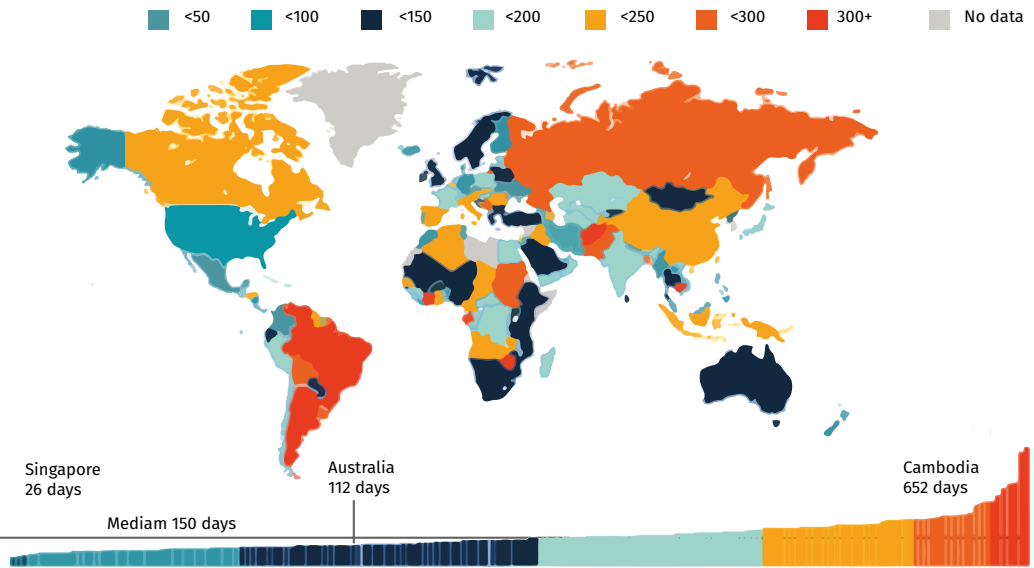 <50 <100 <150 <200 <250 <300 300+ No data
Singapore
26 days
Australia
112 days
Cambodia
652 days
Mediam 150 days